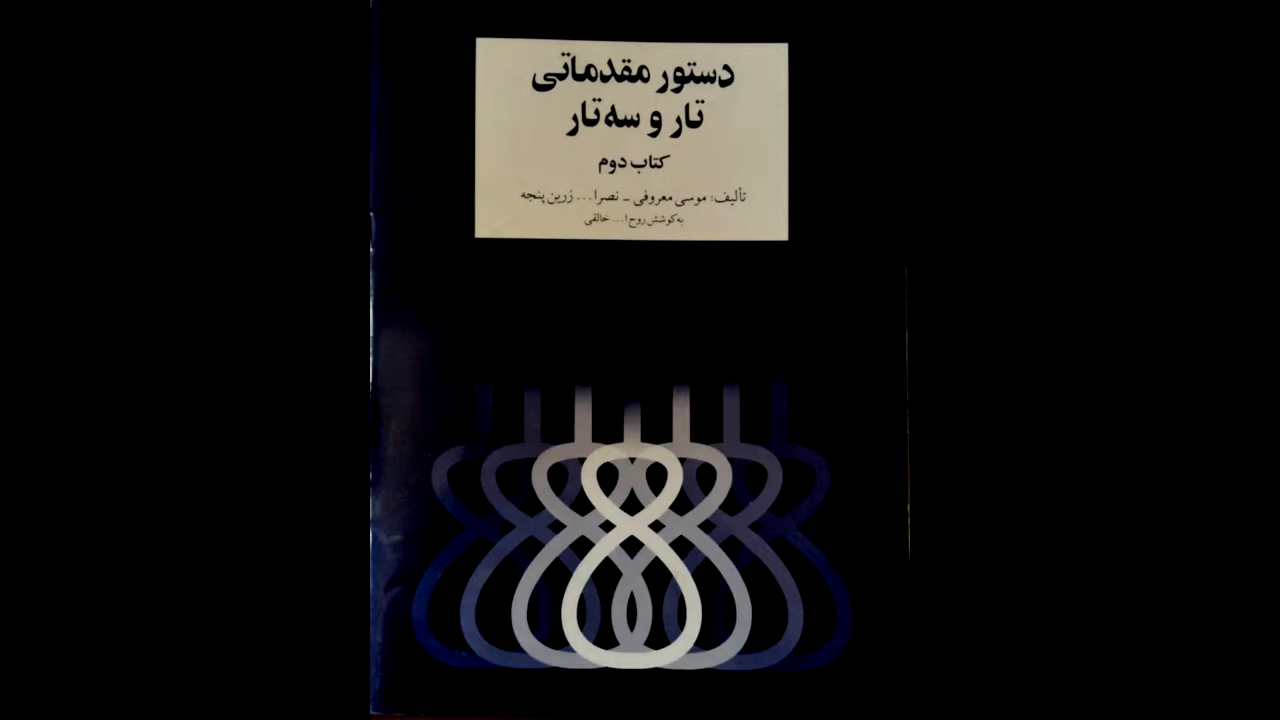 دستور مقدماتی
تار و سه‌تار
کتاب دوم
تألیف: موسی معروفی ـ نصرا... زرین پنجه
به‌کوشش روح ا... خالقی